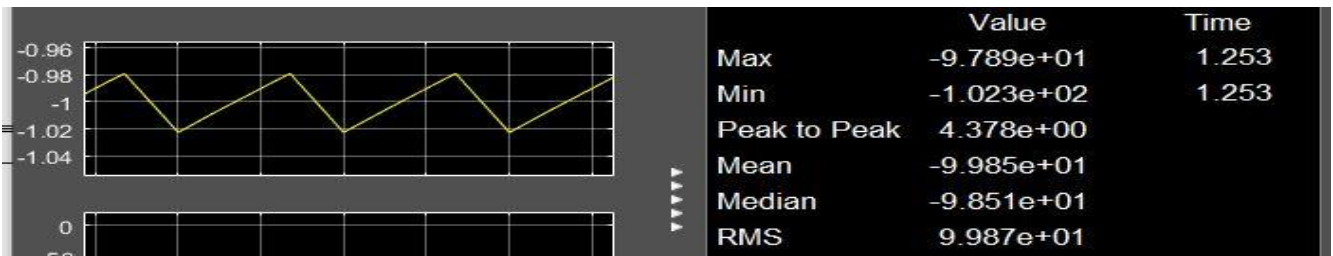 -0.96
-0.98
-1
-1.02
-1.04
0
Value Time
Max -9.789e+01 1.253
Min -1.023e+02 1.253
Peak to Peak 4.378e+00
Mean -9.985e+01
Median -9.851e+01
RMS 9.987e+01